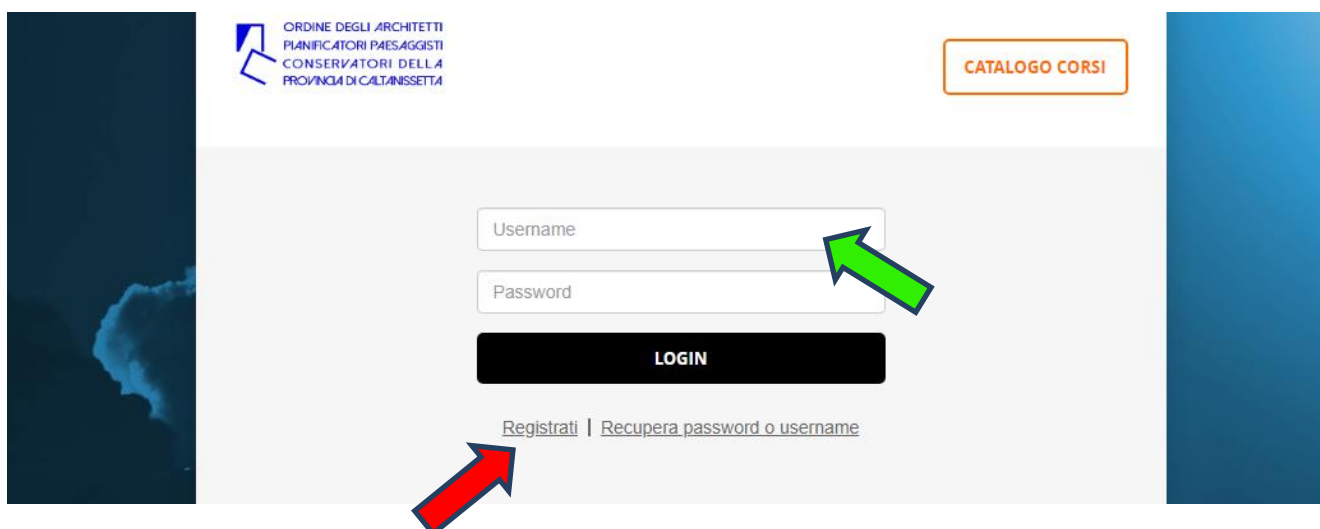 ORDINE DEGLI ARCHITETTI
PIANIFICATORI PAESAGGISTI
CONSERVATORI DELLA
PROVINCIA DI CALTANISSETTA
CATALOGO CORSI
Username
Password
LOGIN
Registrati | Recupera password o username